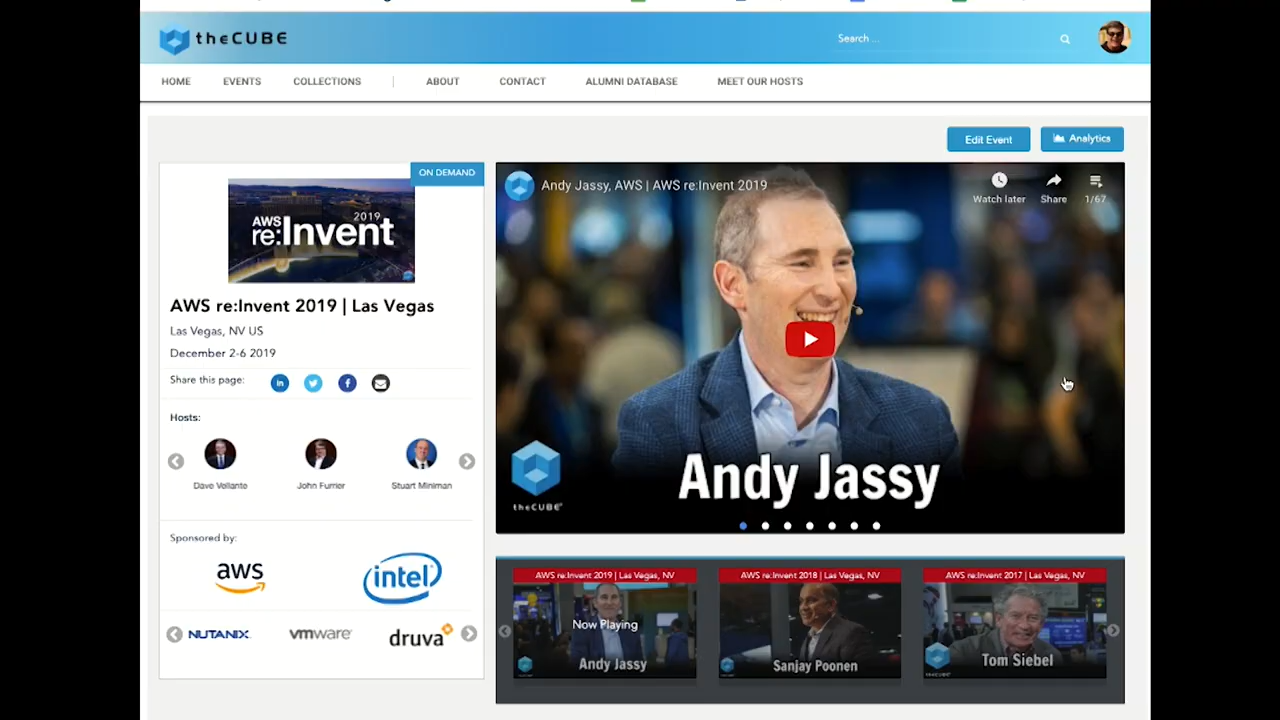 theCUBE
Search ...
HOME
EVENTS
COLLECTIONS
|
ABOUT
CONTACT
ALUMNI DATABASE
MEET OUR HOSTS
Edit Event
Analytics
ON DEMAND
AWS
re:Invent
2019
AWS re:Invent 2019 | Las Vegas
Las Vegas, NV US
December 2-6 2019
Share this page:
in
f
Hosts:
Dave Vellante
John Furrier
Stuart Miniman
Sponsored by:
aws
intel
NUTANIX
vmware
druva
Andy Jassy, AWS | AWS re:Invent 2019
Watch later
Share
1/67
Andy Jassy
theCUBE
AWS re:Invent 2019 | Las Vegas, NV
Now Playing
Andy Jassy
AWS re:Invent 2018 | Las Vegas, NV
Sanjay Poonen
AWS re:Invent 2017 | Las Vegas, NV
Tom Siebel